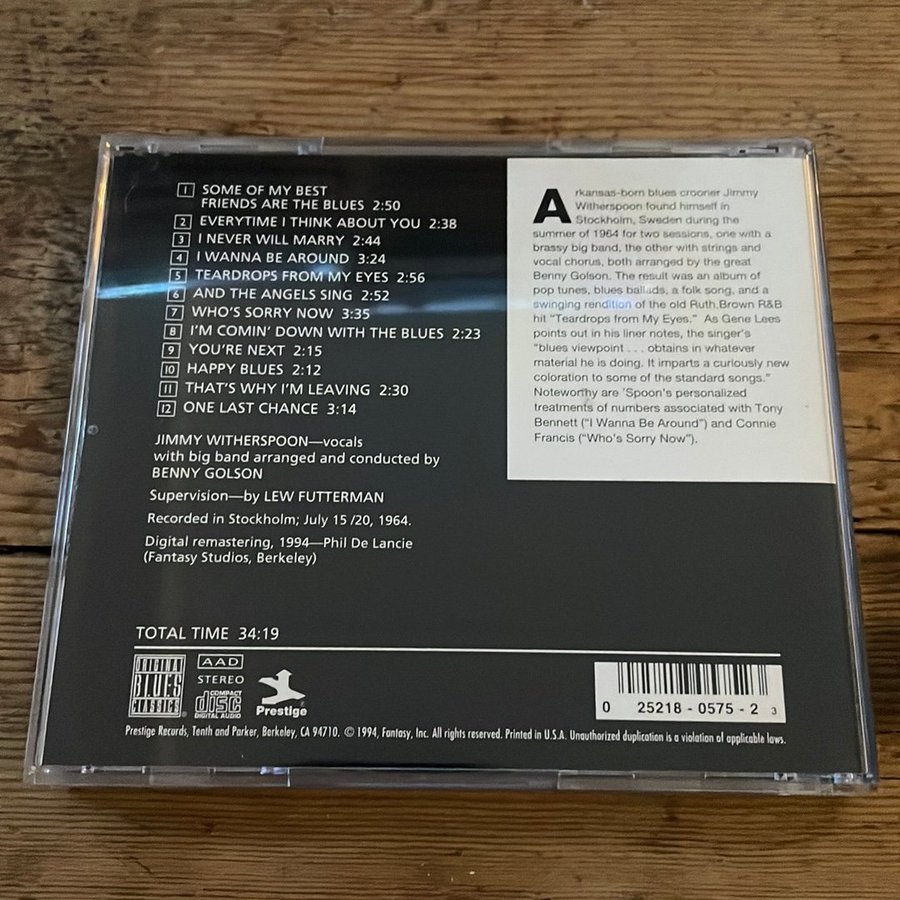 1 SOME OF MY BEST
FRIENDS ARE THE BLUES 2:50
2 EVERYTIME I THINK ABOUT YOU 2:38
3 I NEVER WILL MARRY 2:44
4 I WANNA BE AROUND 3:24
5 TEARDROPS FROM MY EYES 2:56
6 AND THE ANGELS SING 2:52
7 WHO'S SORRY NOW 3:35
8 I'M COMIN' DOWN WITH THE BLUES 2:23
9 YOU'RE NEXT 2:15
10 HAPPY BLUES 2:12
11 THAT'S WHY I'M LEAVING 2:30
12 ONE LAST CHANCE 3:14
JIMMY WITHERSPOON—vocals
with big band arranged and conducted by
BENNY GOLSON
Supervision—by LEW FUTTERMAN
Recorded in Stockholm; July 15 /20, 1964.
Digital remastering, 1994—Phil De Lancie
(Fantasy Studios, Berkeley)
Arkansas-born blues crooner Jimmy
Witherspoon found himself in
Stockholm, Sweden during the
summer of 1964 for two sessions, one with a
brassy big band, the other with strings and
vocal chorus, both arranged by the great
Benny Golson. The result was an album of
pop tunes, blues ballads, a folk song, and a
swinging rendition of the old Ruth Brown R&B
hit "Teardrops from My Eyes." As Gene Lees
points out in his liner notes, the singer's
"blues viewpoint . . . obtains in whatever
material he is doing. It imparts a curiously new
coloration to some of the standard songs."
Noteworthy are 'Spoon's personalized
treatments of numbers associated with Tony
Bennett ("I Wanna Be Around") and Connie
Francis ("Who's Sorry Now").
TOTAL TIME 34:19
ORIGINAL
BLUES
CLASSICS
AAD
STEREO
COMPACT
disc
DIGITAL AUDIO
Prestige
0 25218 - 0575 - 2 3
Prestige Records, Tenth and Parker, Berkeley, CA 94710. © 1994, Fantasy, Inc. All rights reserved. Printed in U.S.A. Unauthorized duplication is a violation of applicable laws.